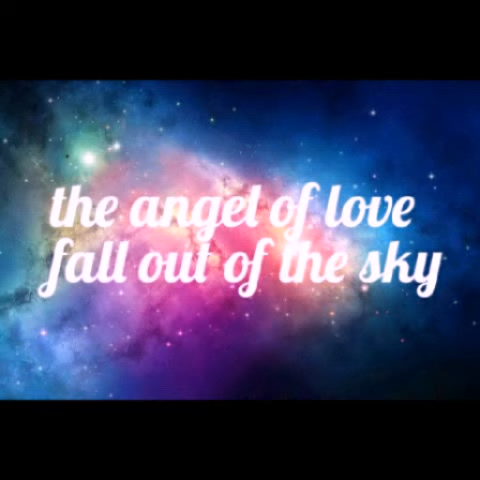 the angel of love
fall out of the sky